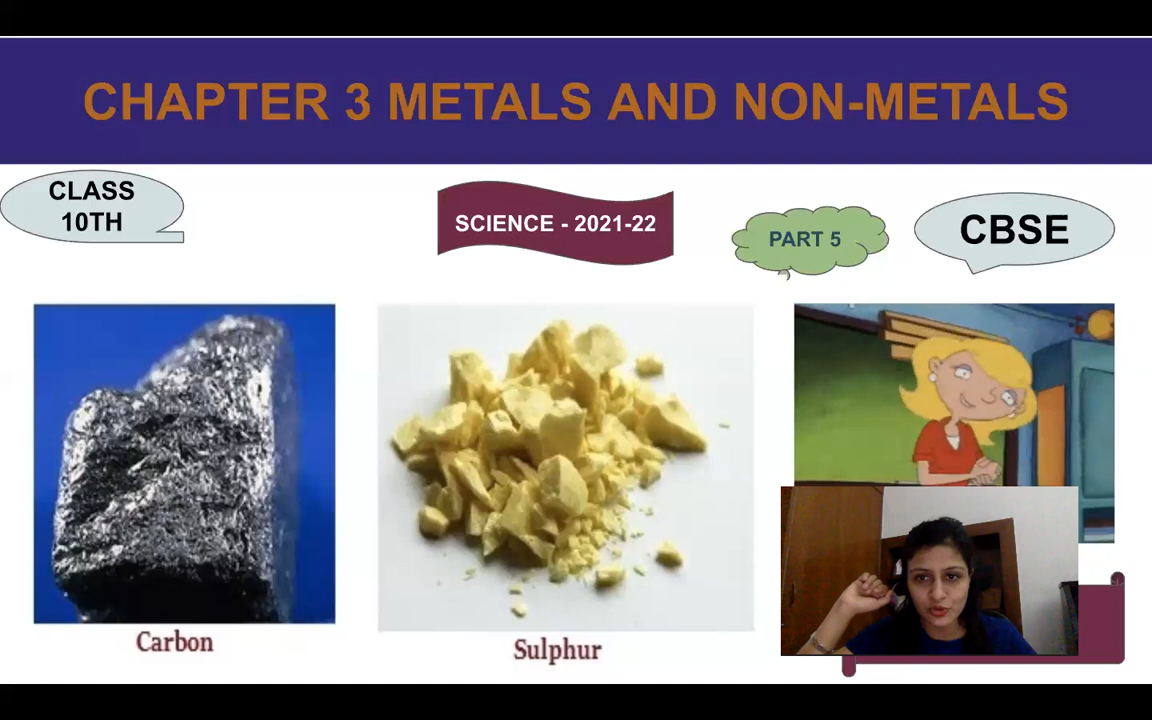 CHAPTER 3 METALS AND NON-METALS
CLASS
10TH
SCIENCE - 2021-22
PART 5
CBSE
Carbon
Sulphur